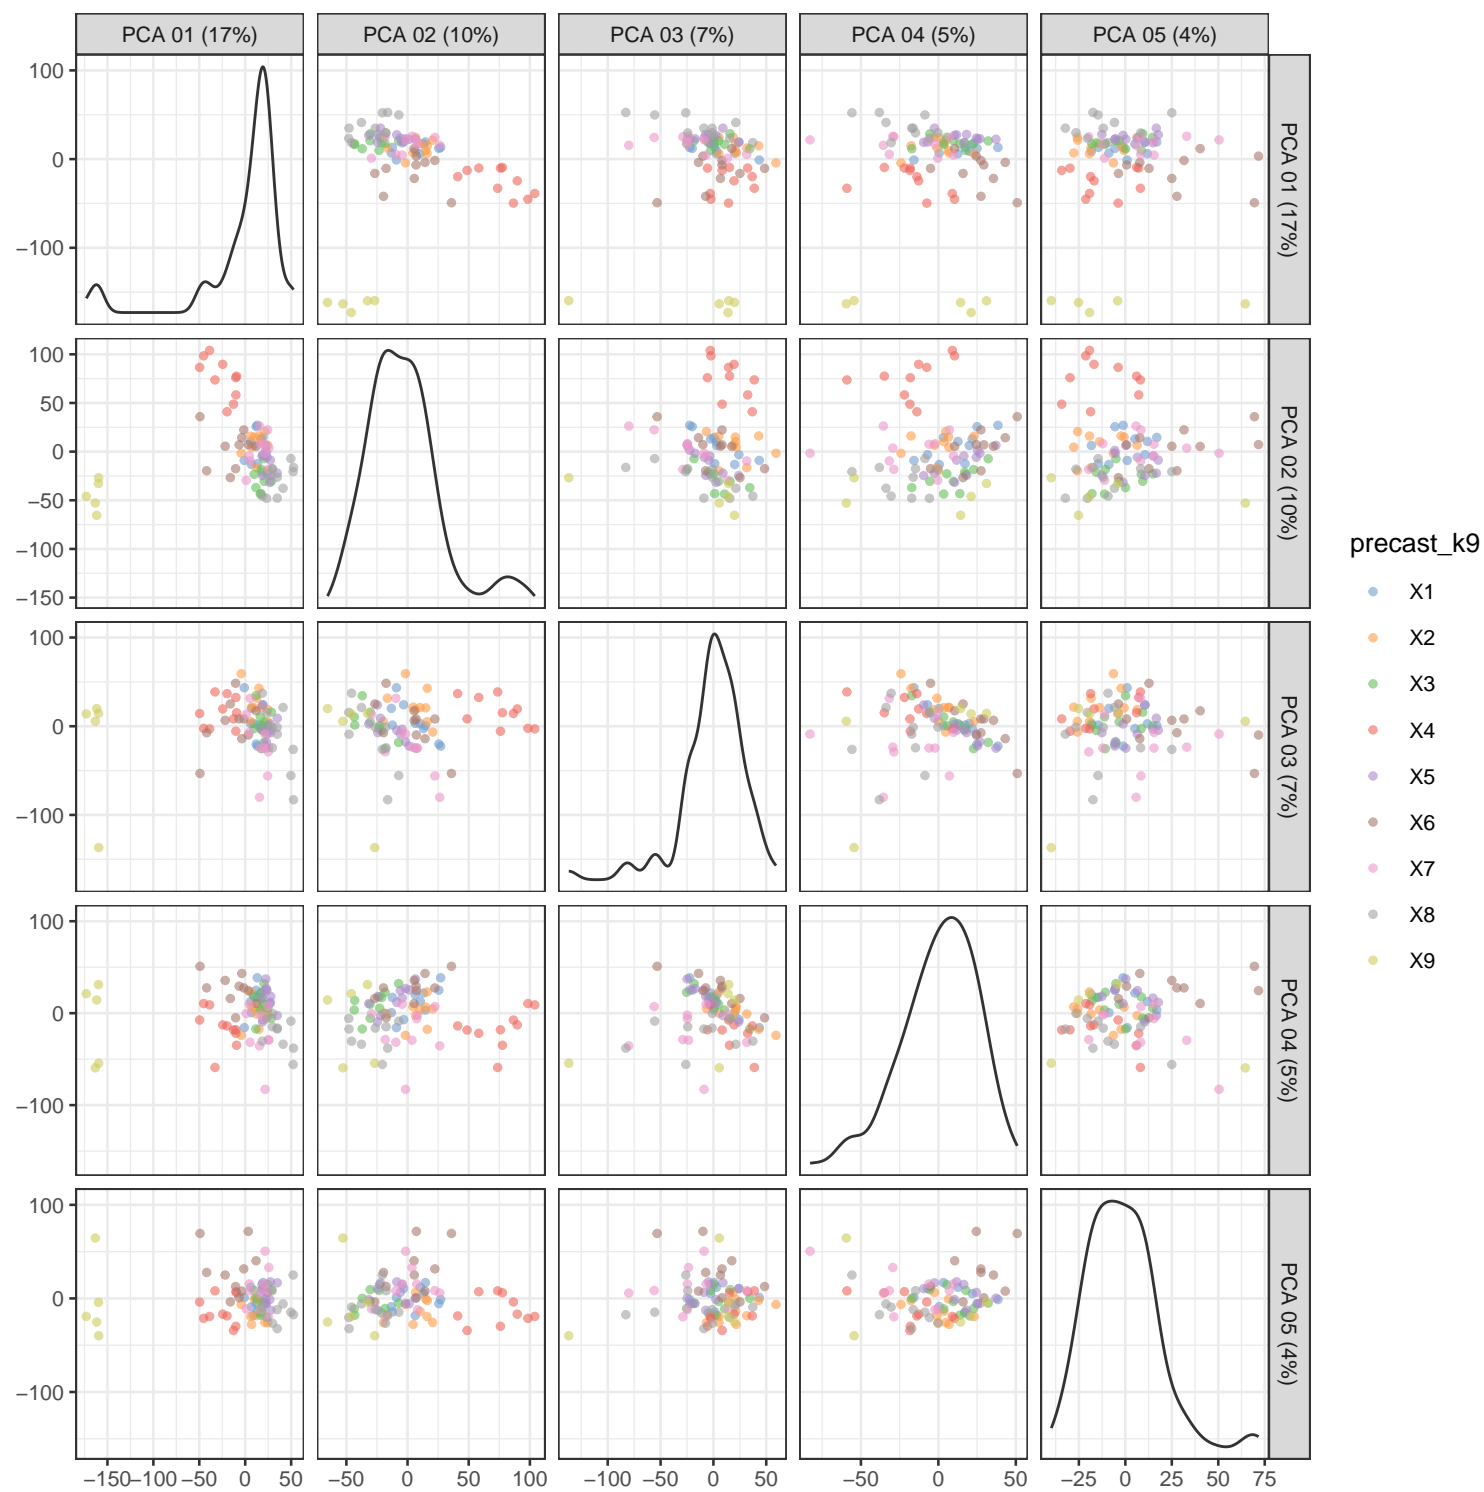 PCA 01 (17%) PCA 02 (10%) PCA 03 (7%) PCA 04 (5%) PCA 05 (4%)
100
0
−100
PCA 01 (17%)
100
50
0
−50
−100
−150
PCA 02 (10%)
100
0
−100
PCA 03 (7%)
100
0
−100
PCA 04 (5%)
100
0
−100
PCA 05 (4%)
−150 −100 −50 0 50 −50 0 50 100 −100 −50 0 50 −50 0 50 −25 0 25 50 75
precast_k9
X1
X2
X3
X4
X5
X6
X7
X8
X9